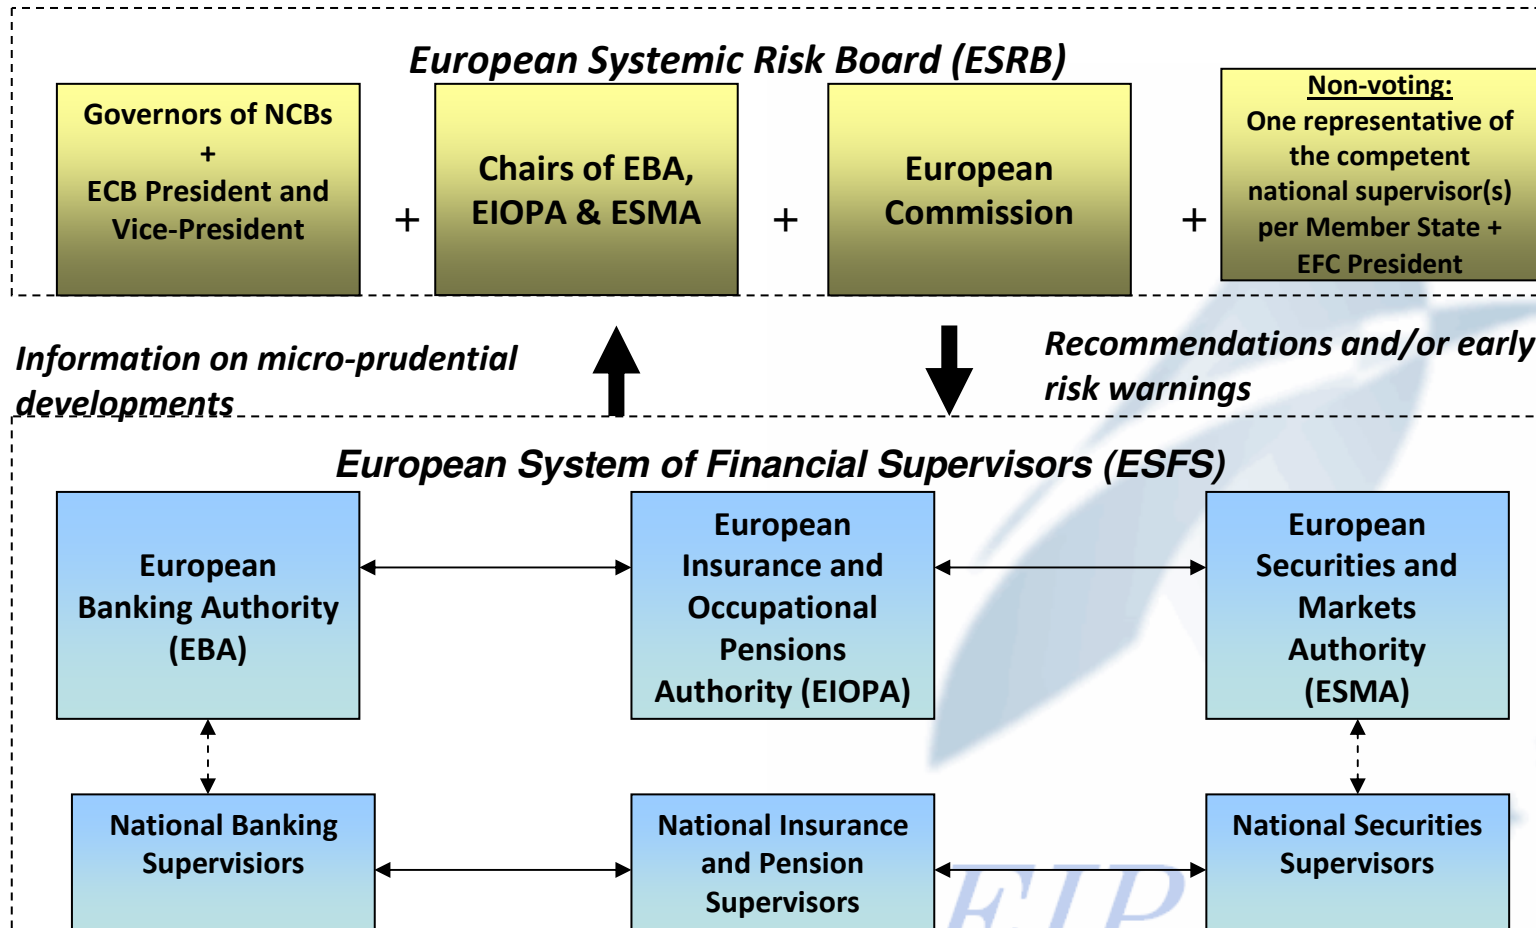 European Systemic Risk Board (ESRB)
Governors of NCBs
+
ECB President and
Vice-President
+
Chairs of EBA,
EIOPA & ESMA
+
European
Commission
+
Non-voting:
One representative of
the competent
national supervisor(s)
per Member State +
EFC President
Information on micro-prudential
developments
Recommendations and/or early
risk warnings
European System of Financial Supervisors (ESFS)
European
Banking Authority
(EBA)
European
Insurance and
Occupational
Pensions
Authority (EIOPA)
European
Securities and
Markets
Authority
(ESMA)
National Banking
Supervisiors
National Insurance
and Pension
Supervisors
National Securities
Supervisors
EIP